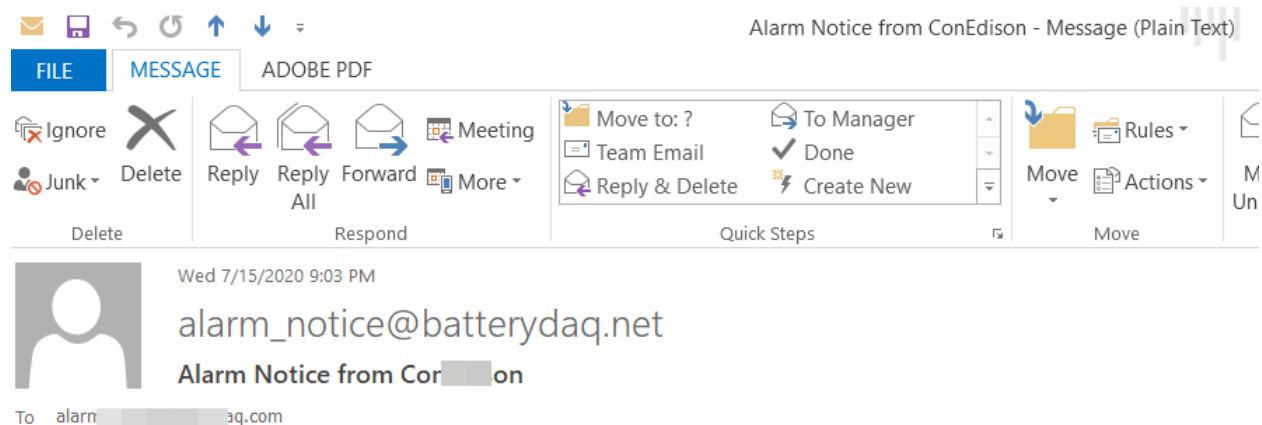 Alarm Notice from ConEdison - Message (Plain Text)
FILE MESSAGE ADOBE PDF
Ignore
Junk
Delete
Reply
Reply All
Forward
Meeting
More
Move to: ?
Team Email
Reply & Delete
To Manager
Done
Create New
Move
Rules
Actions
Delete
Respond
Quick Steps
Move
Wed 7/15/2020 9:03 PM
alarm_notice@batterydaq.net
Alarm Notice from Cor on
To alarm aq.com